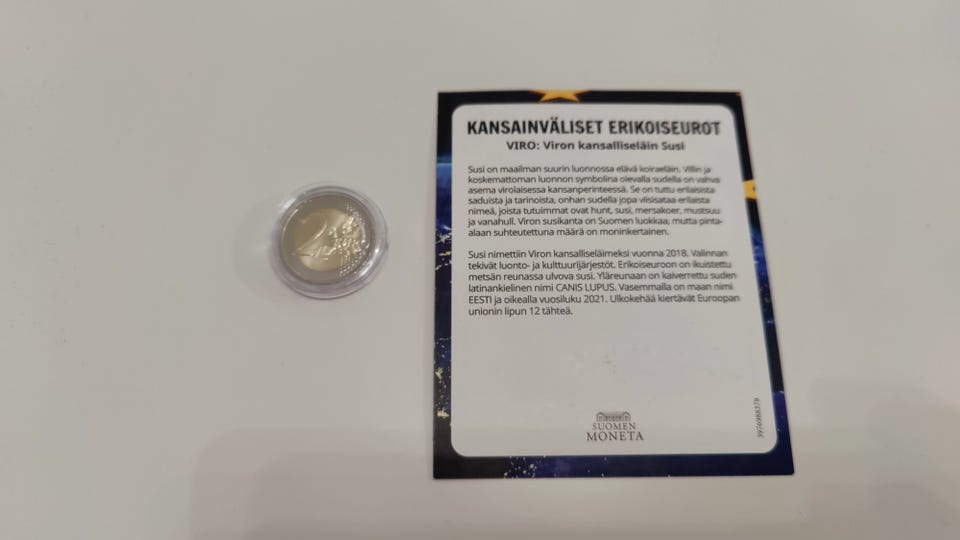 2
KANSAINVÄLISET ERIKOISEUROT
VIRO: Viron kansalliseläin Susi
Susi on maailman suurin luonnossa elävä koiraeläin. Villin ja
koskemattoman luonnon symbolina olevalla sudella on vahva
asema virolaisessa kansanperinteessä. Se on tuttu erilaisista
saduista ja tarinoista, onhan sudella jopa viisisataa erilaista
nimeä, joista tutuimmat ovat hunt, susi, mersakoer, mustsuu
ja vanahull. Viron susikanta on Suomen luokkaa, mutta pinta-
alaan suhteutettuna määrä on moninkertainen.
Susi nimettiin Viron kansalliseläimeksi vuonna 2018. Valinnan
tekivät luonto- ja kulttuurijärjestöt. Erikoiseuroon on ikuistettu
metsän reunassa ulvova susi. Yläreunaan on kaiverrettu suden
latinankielinen nimi CANIS LUPUS. Vasemmalla on maan nimi
EESTI ja oikealla vuosiluku 2021. Ulkokehää kiertävät Euroopan
unionin lipun 12 tähteä.
SUOMEN
MONETA